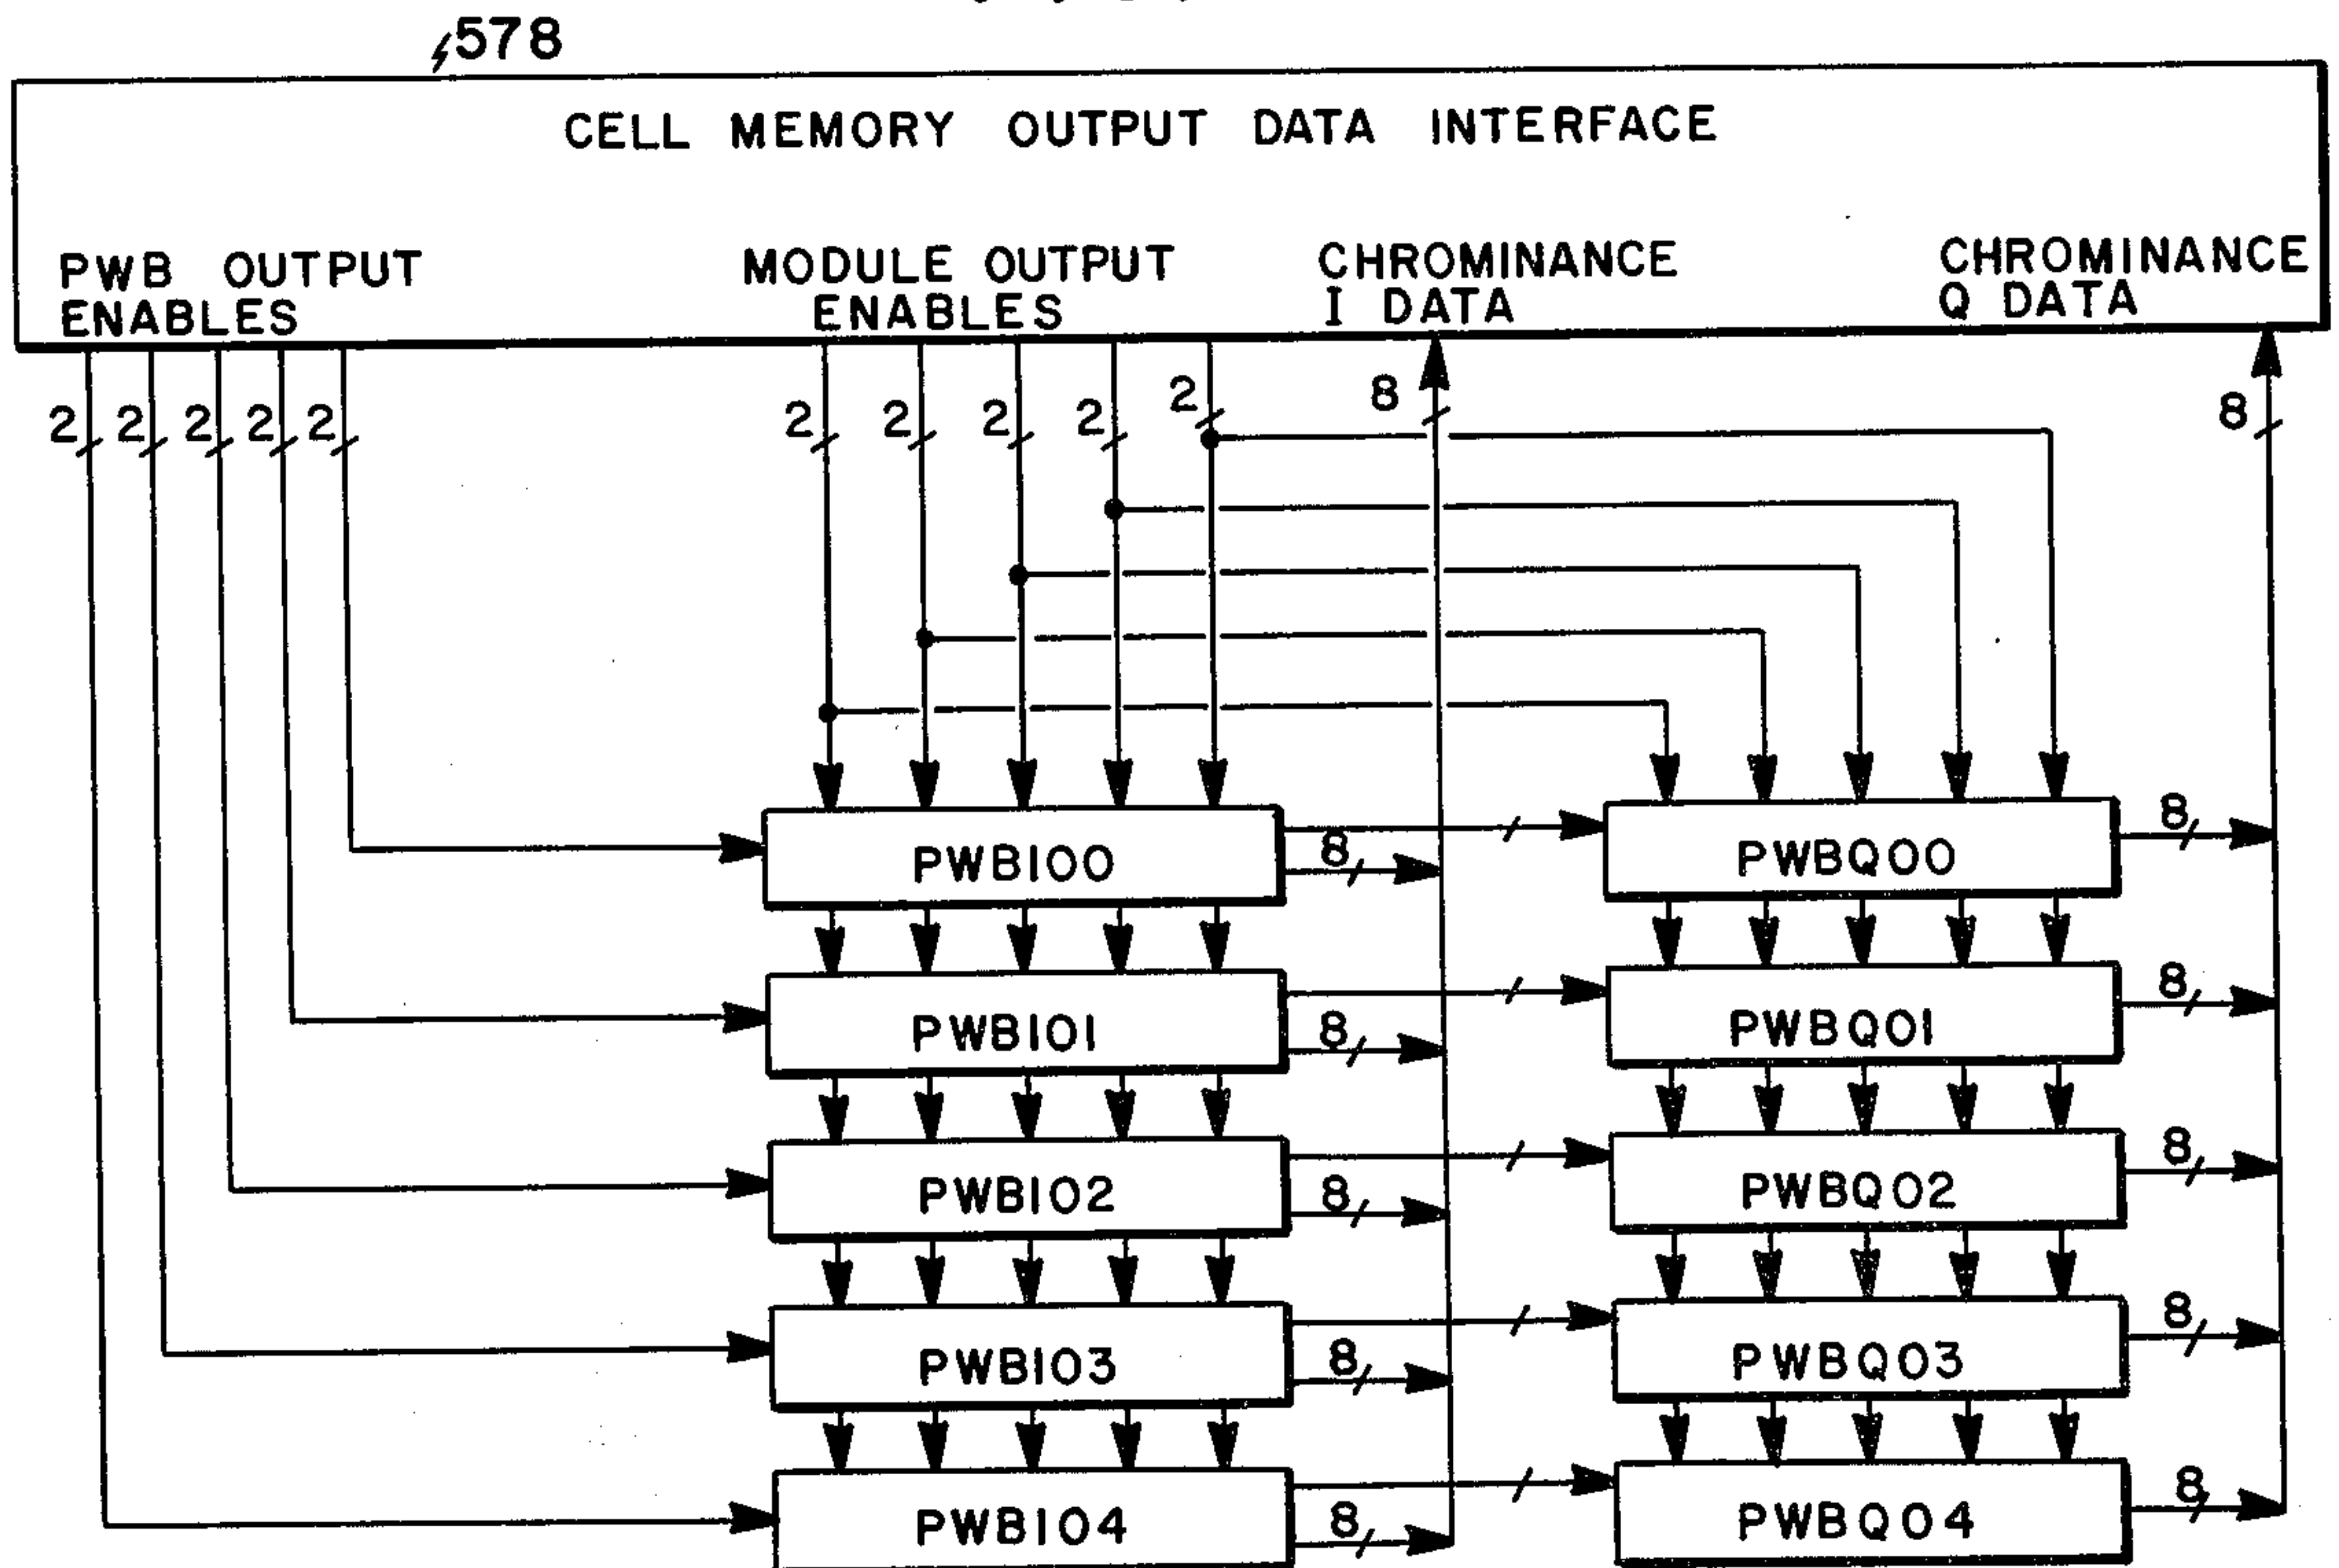 578
CELL MEMORY OUTPUT DATA INTERFACE
PWB OUTPUT
ENABLES
MODULE OUTPUT
ENABLES
CHROMINANCE
I DATA
CHROMINANCE
Q DATA
2 2 2 2 2 2 2 2 2 2 8 8
PWBI00 8 PWBQ00 8
PWBI01 8 PWBQ01 8
PWBI02 8 PWBQ02 8
PWBI03 8 PWBQ03 8
PWBI04 8 PWBQ04 8